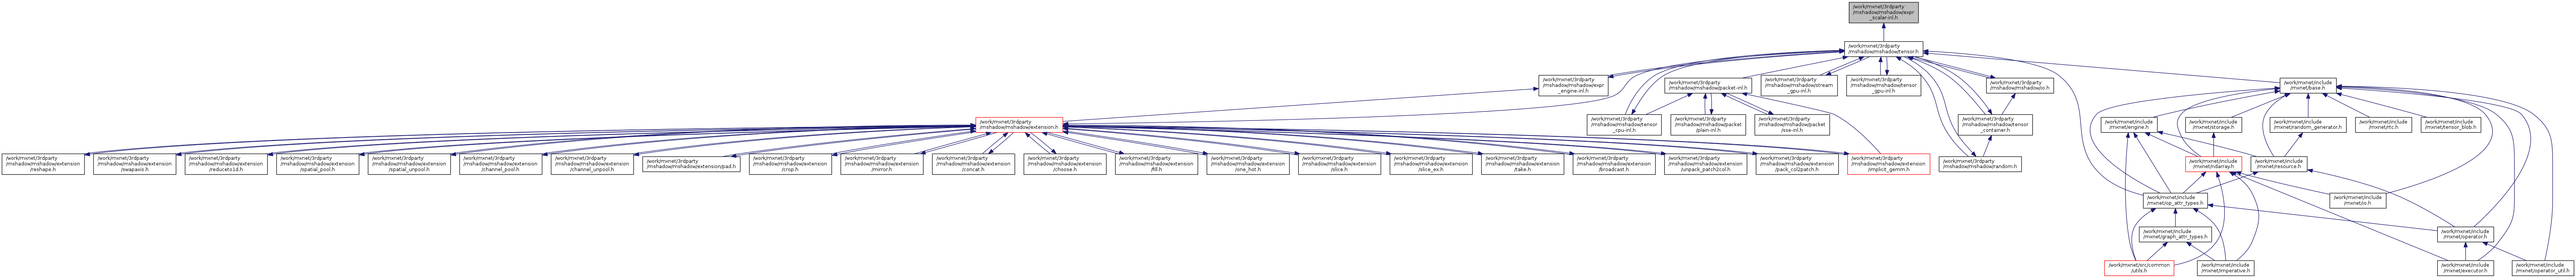 /work/mxnet/3rdparty
/mshadow/mshadow/expr
_scalar-inl.h
/work/mxnet/3rdparty
/mshadow/mshadow/tensor.h
/work/mxnet/3rdparty
/mshadow/mshadow/expr
_engine-inl.h
/work/mxnet/3rdparty
/mshadow/mshadow/packet-inl.h
/work/mxnet/3rdparty
/mshadow/mshadow/stream
_gpu-inl.h
/work/mxnet/3rdparty
/mshadow/mshadow/tensor
_gpu-inl.h
/work/mxnet/3rdparty
/mshadow/mshadow/io.h
/work/mxnet/include
/mxnet/base.h
/work/mxnet/3rdparty
/mshadow/mshadow/extension.h
/work/mxnet/3rdparty
/mshadow/mshadow/tensor
_cpu-inl.h
/work/mxnet/3rdparty
/mshadow/mshadow/packet
/plain-inl.h
/work/mxnet/3rdparty
/mshadow/mshadow/packet
/sse-inl.h
/work/mxnet/3rdparty
/mshadow/mshadow/tensor
_container.h
/work/mxnet/include
/mxnet/engine.h
/work/mxnet/include
/mxnet/storage.h
/work/mxnet/include
/mxnet/random_generator.h
/work/mxnet/include
/mxnet/rtc.h
/work/mxnet/include
/mxnet/tensor_blob.h
/work/mxnet/3rdparty
/mshadow/mshadow/extension
/reshape.h
/work/mxnet/3rdparty
/mshadow/mshadow/extension
/swapaxis.h
/work/mxnet/3rdparty
/mshadow/mshadow/extension
/reduceto1d.h
/work/mxnet/3rdparty
/mshadow/mshadow/extension
/spatial_pool.h
/work/mxnet/3rdparty
/mshadow/mshadow/extension
/spatial_unpool.h
/work/mxnet/3rdparty
/mshadow/mshadow/extension
/channel_pool.h
/work/mxnet/3rdparty
/mshadow/mshadow/extension
/channel_unpool.h
/work/mxnet/3rdparty
/mshadow/mshadow/extension/pad.h
/work/mxnet/3rdparty
/mshadow/mshadow/extension
/crop.h
/work/mxnet/3rdparty
/mshadow/mshadow/extension
/mirror.h
/work/mxnet/3rdparty
/mshadow/mshadow/extension
/concat.h
/work/mxnet/3rdparty
/mshadow/mshadow/extension
/choose.h
/work/mxnet/3rdparty
/mshadow/mshadow/extension
/fill.h
/work/mxnet/3rdparty
/mshadow/mshadow/extension
/one_hot.h
/work/mxnet/3rdparty
/mshadow/mshadow/extension
/slice.h
/work/mxnet/3rdparty
/mshadow/mshadow/extension
/slice_ex.h
/work/mxnet/3rdparty
/mshadow/mshadow/extension
/take.h
/work/mxnet/3rdparty
/mshadow/mshadow/extension
/broadcast.h
/work/mxnet/3rdparty
/mshadow/mshadow/extension
/unpack_patch2col.h
/work/mxnet/3rdparty
/mshadow/mshadow/extension
/pack_col2patch.h
/work/mxnet/3rdparty
/mshadow/mshadow/extension
/implicit_gemm.h
/work/mxnet/3rdparty
/mshadow/mshadow/random.h
/work/mxnet/include
/mxnet/ndarray.h
/work/mxnet/include
/mxnet/resource.h
/work/mxnet/include
/mxnet/op_attr_types.h
/work/mxnet/include
/mxnet/io.h
/work/mxnet/include
/mxnet/graph_attr_types.h
/work/mxnet/include
/mxnet/operator.h
/work/mxnet/src/common
/utils.h
/work/mxnet/include
/mxnet/imperative.h
/work/mxnet/include
/mxnet/executor.h
/work/mxnet/include
/mxnet/operator_util.h